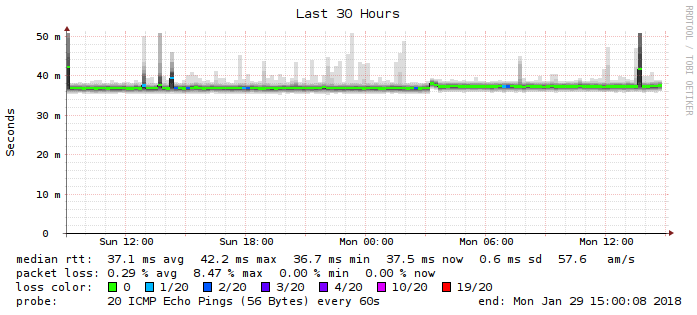 Last 30 Hours
RRDTOOL / TOBI OETIKER
Seconds
50 m
40 m
30 m
20 m
10 m
0
Sun 12:00 Sun 18:00 Mon 00:00 Mon 06:00 Mon 12:00
median rtt: 37.1 ms avg 42.2 ms max 36.7 ms min 37.5 ms now 0.6 ms sd 57.6 am/s
packet loss: 0.29 % avg 8.47 % max 0.00 % min 0.00 % now
loss color: 0 1/20 2/20 3/20 4/20 10/20 19/20
probe: 20 ICMP Echo Pings (56 Bytes) every 60s end: Mon Jan 29 15:00:08 2018